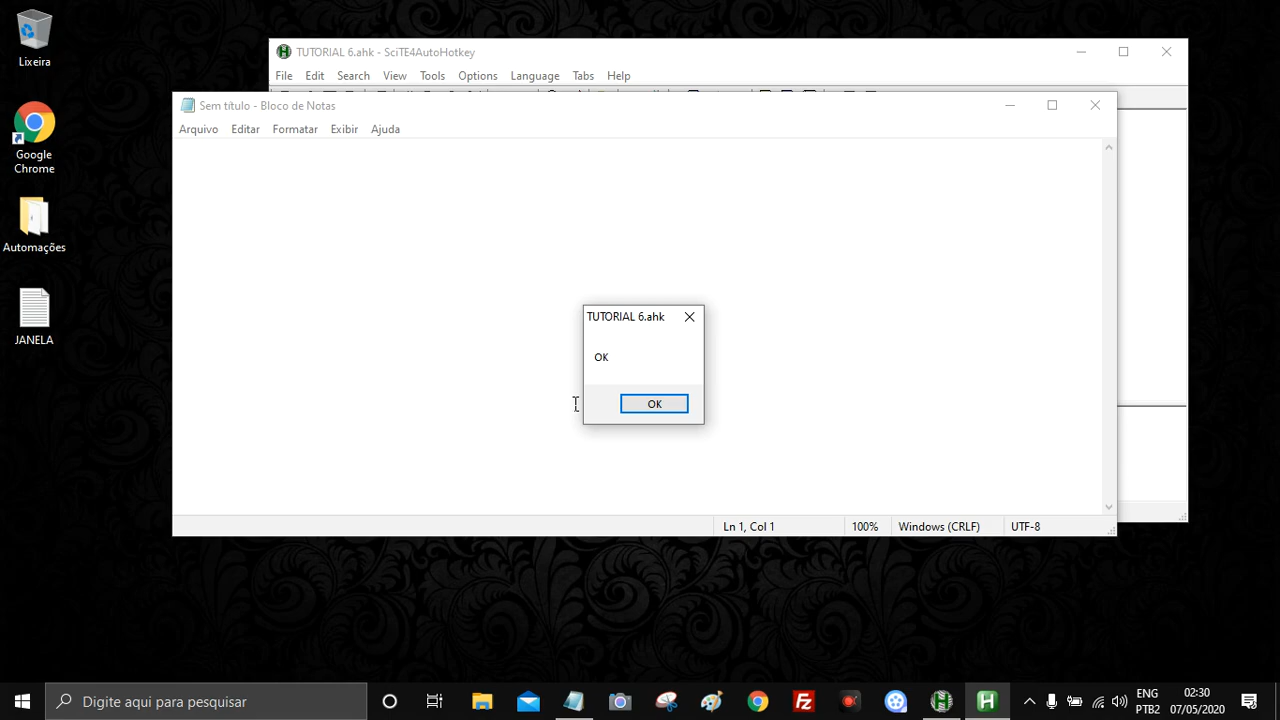 Lixeira
Google
Chrome
Automações
JANELA
TUTORIAL 6.ahk - SciTE4AutoHotkey
File Edit Search View Tools Options Language Tabs Help
Sem título - Bloco de Notas
Arquivo Editar Formatar Exibir Ajuda
TUTORIAL 6.ahk
OK
OK
Ln 1, Col 1 100% Windows (CRLF) UTF-8
Digite aqui para pesquisar
ENG 02:30
PTB2 07/05/2020